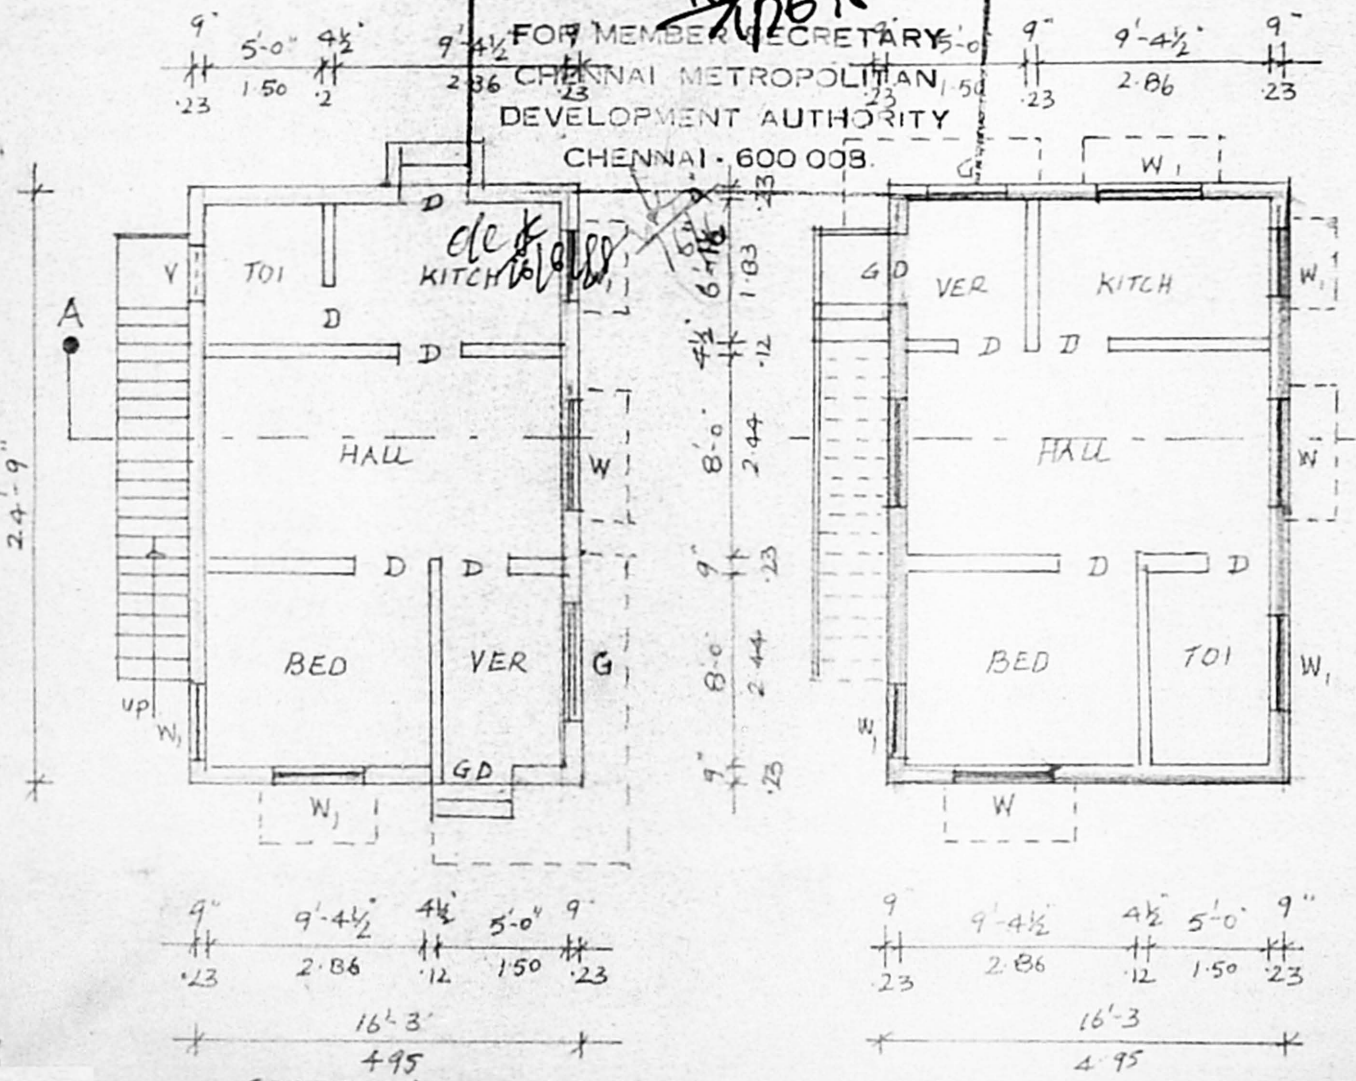 9" 5'-0" 4½" 9'-4½" 9" 9" 5'-0 9" 9'-4½" 9"
.23 1.50 .2 2.86 .23 .23 1.50 .23 2.86 .23
FOR MEMBER SECRETARY
CHENNAI METROPOLITAN
DEVELOPMENT AUTHORITY
CHENNAI - 600 008.
D G W1
V TOI KITCH W1 GD VER KITCH W1
9" .23
6'- 1.83
A
D
D D D
4½" .12
24'-9"
HALL W HALL W
8'-0" 2.44
D D D D
9" .23
BED VER G BED TOI W1
8'-0" 2.44
UP
W1 W1
GD
9" .23
W1 W
9" 9'-4½" 4½" 5'-0" 9" 9 9'-4½" 4½" 5'-0" 9"
.23 2.86 .12 1.50 .23 .23 2.86 .12 1.50 .23
16'-3" 16'-3
4.95 4.95